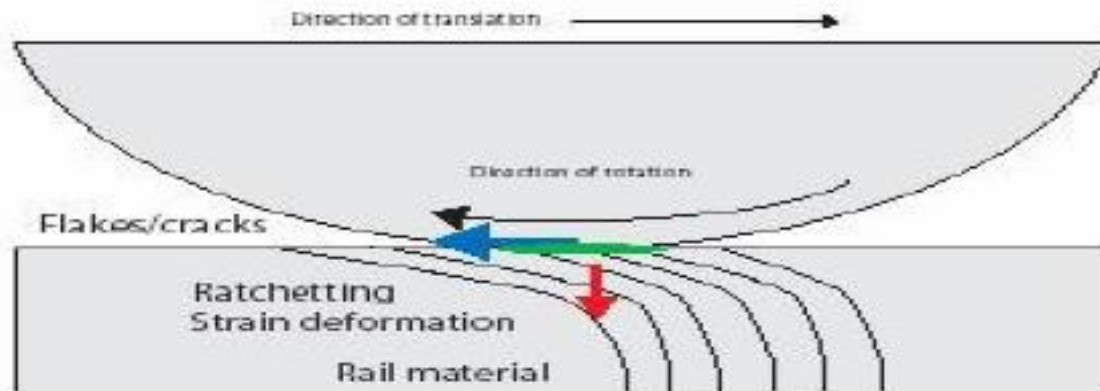 Direction of translation
Direction of rotation
Flakes/cracks
Ratchetting
Strain deformation
Rail material